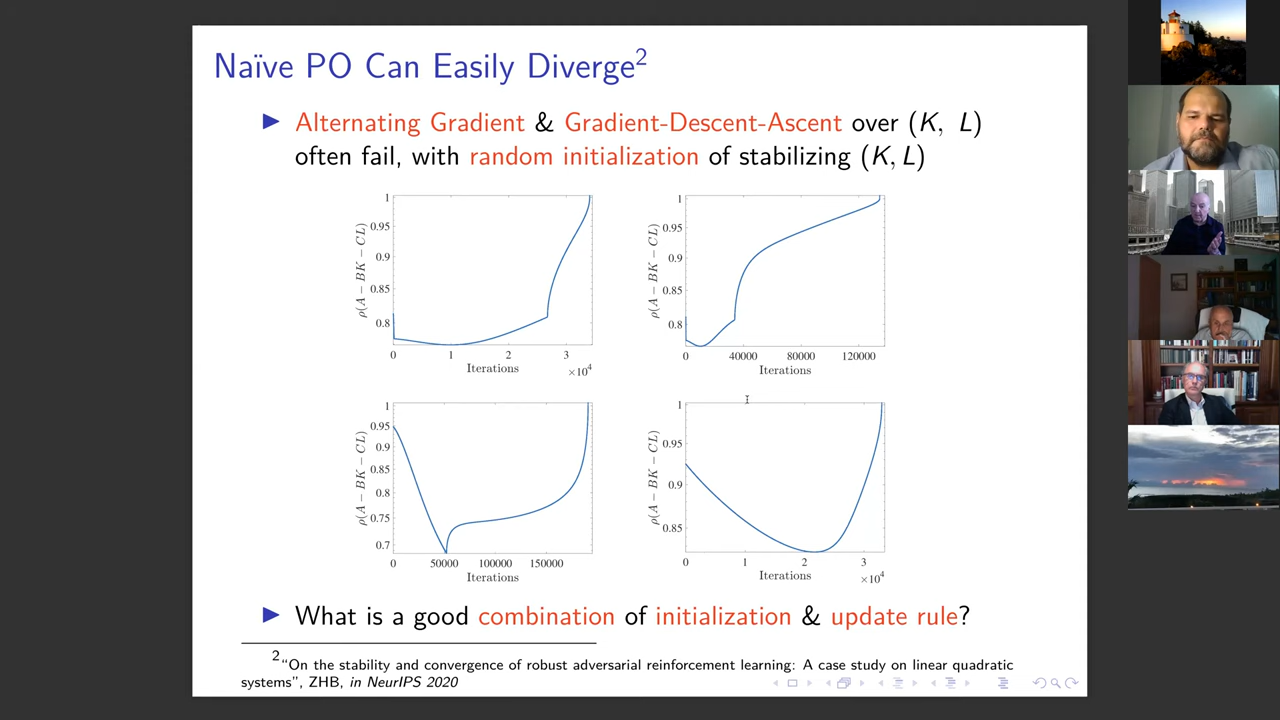 Naïve PO Can Easily Diverge²
▶ Alternating Gradient & Gradient-Descent-Ascent over (K, L)
often fail, with random initialization of stabilizing (K, L)
ρ(A − BK − CL)
1
0.95
0.9
0.85
0.8
0 1 2 3
Iterations
×10⁴
ρ(A − BK − CL)
1
0.95
0.9
0.85
0.8
0 40000 80000 120000
Iterations
ρ(A − BK − CL)
1
0.95
0.9
0.85
0.8
0.75
0.7
0 50000 100000 150000
Iterations
ρ(A − BK − CL)
1
0.95
0.9
0.85
0 1 2 3
Iterations
×10⁴
▶ What is a good combination of initialization & update rule?
²“On the stability and convergence of robust adversarial reinforcement learning: A case study on linear quadratic
systems”, ZHB, in NeurIPS 2020